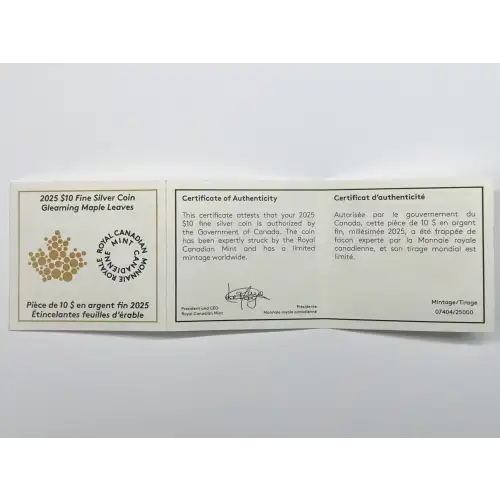 2025 $10 Fine Silver Coin
Gleaming Maple Leaves
ROYAL CANADIAN MINT
MONNAIE ROYALE CANADIENNE
Pièce de 10 $ en argent fin 2025
Étincelantes feuilles d'érable
Certificate of Authenticity
This certificate attests that your 2025
$10 fine silver coin is authorized by
the Government of Canada. The coin
has been expertly struck by the Royal
Canadian Mint and has a limited
mintage worldwide.
President and CEO
Royal Canadian Mint
Présidente
Monnaie royale canadienne
Certificat d'authenticité
Autorisée par le gouvernement du
Canada, cette pièce de 10 $ en argent
fin, millésimée 2025, a été frappée de
façon experte par la Monnaie royale
canadienne, et son tirage mondial est
limité.
Mintage/Tirage
07404/25000